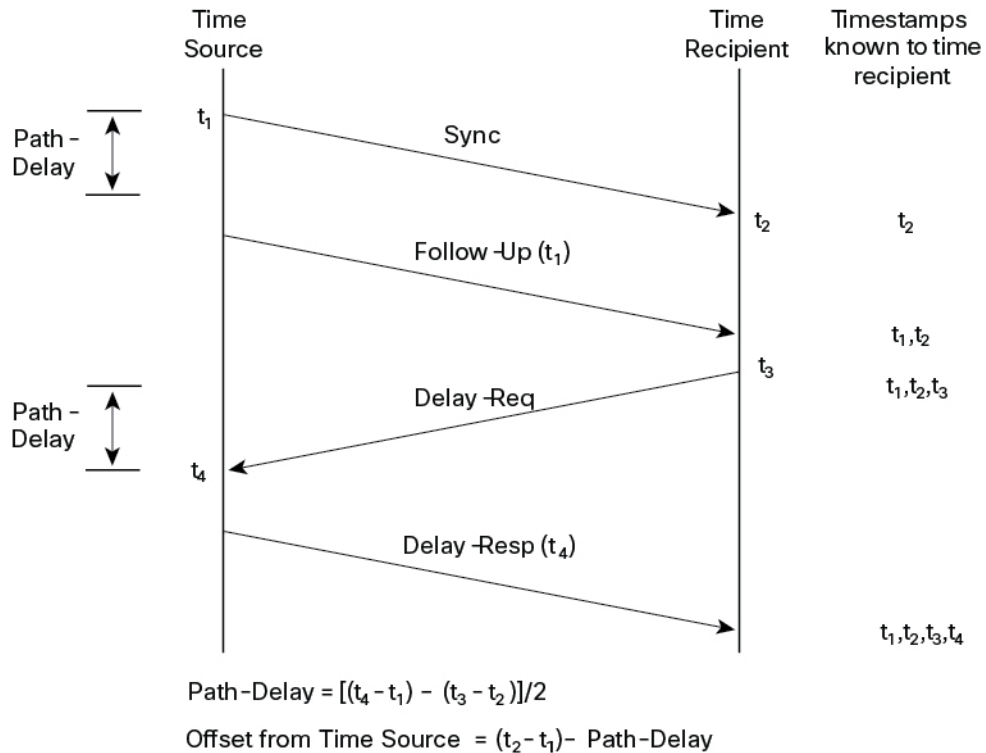 Time
Source
Time
Recipient
Timestamps
known to time
recipient
Path-
Delay
t₁
Sync
t₂
t₂
Follow-Up (t₁)
t₁,t₂
t₃
t₁,t₂,t₃
Path-
Delay
Delay-Req
t₄
Delay-Resp (t₄)
t₁,t₂,t₃,t₄
Path-Delay = [(t₄-t₁) - (t₃-t₂)]/2
Offset from Time Source = (t₂-t₁)- Path-Delay